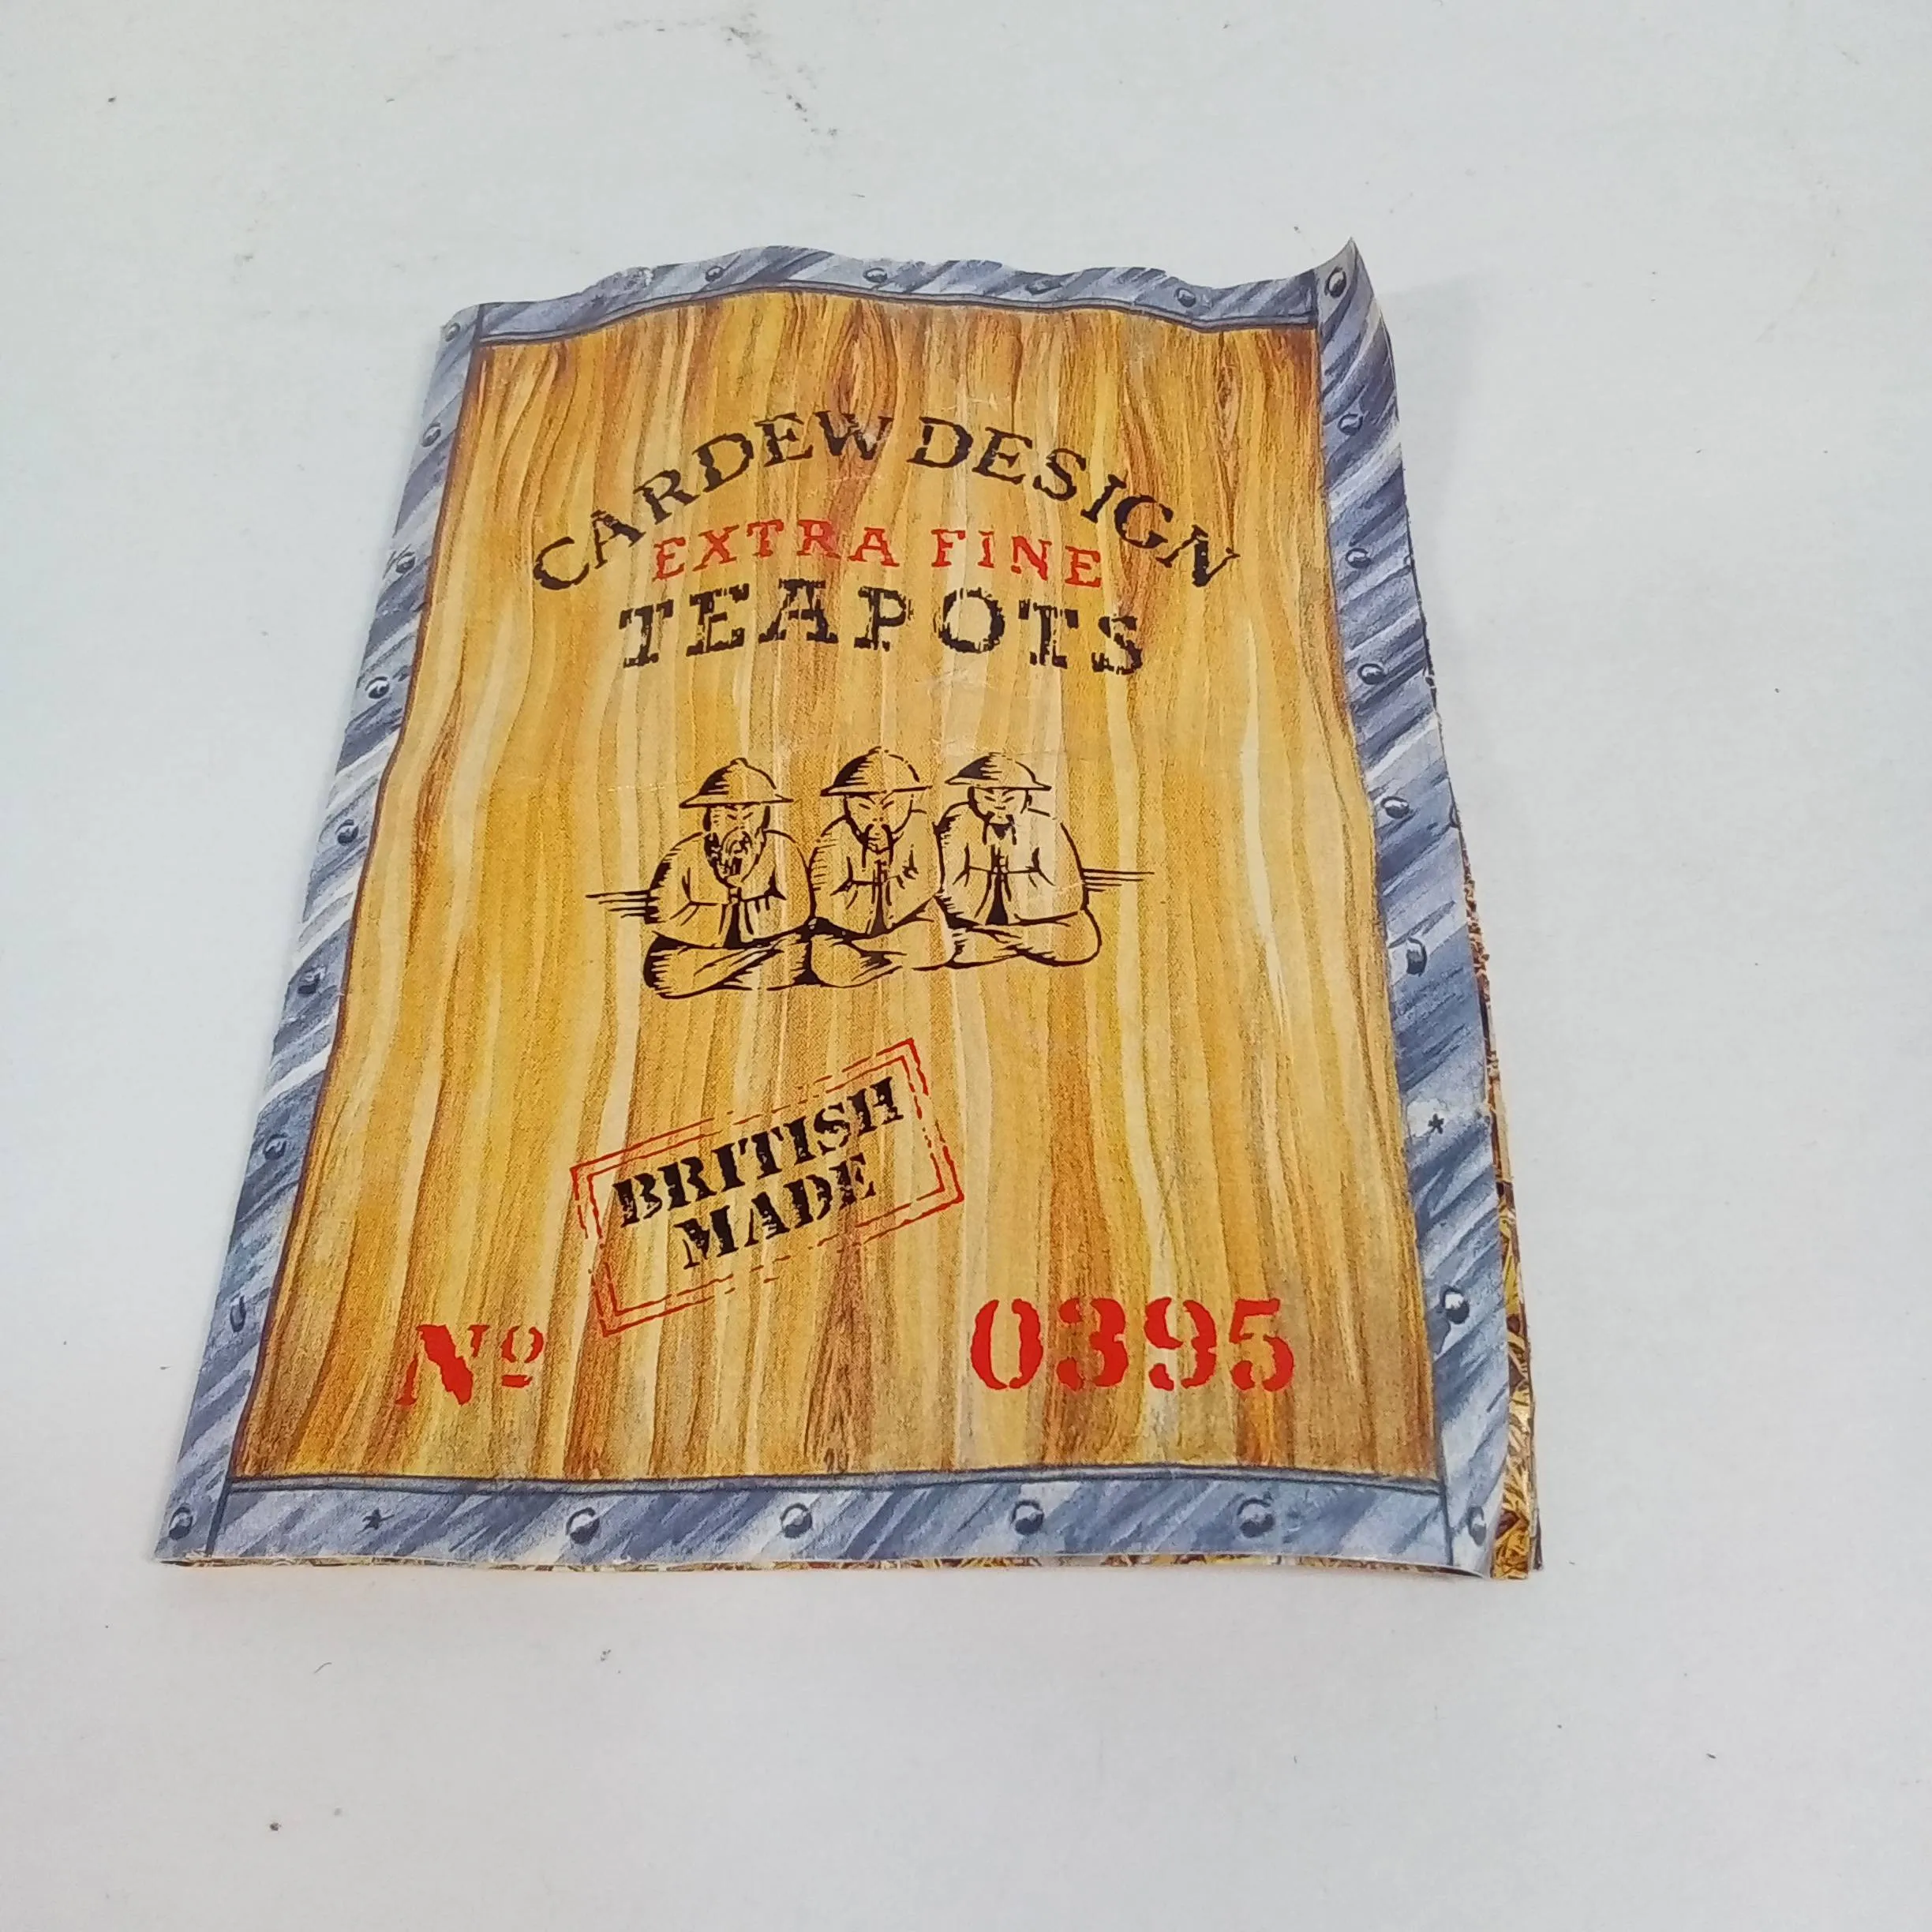 CARDEW DESIGN
EXTRA FINE
TEAPOTS
BRITISH
MADE
Nº 0395